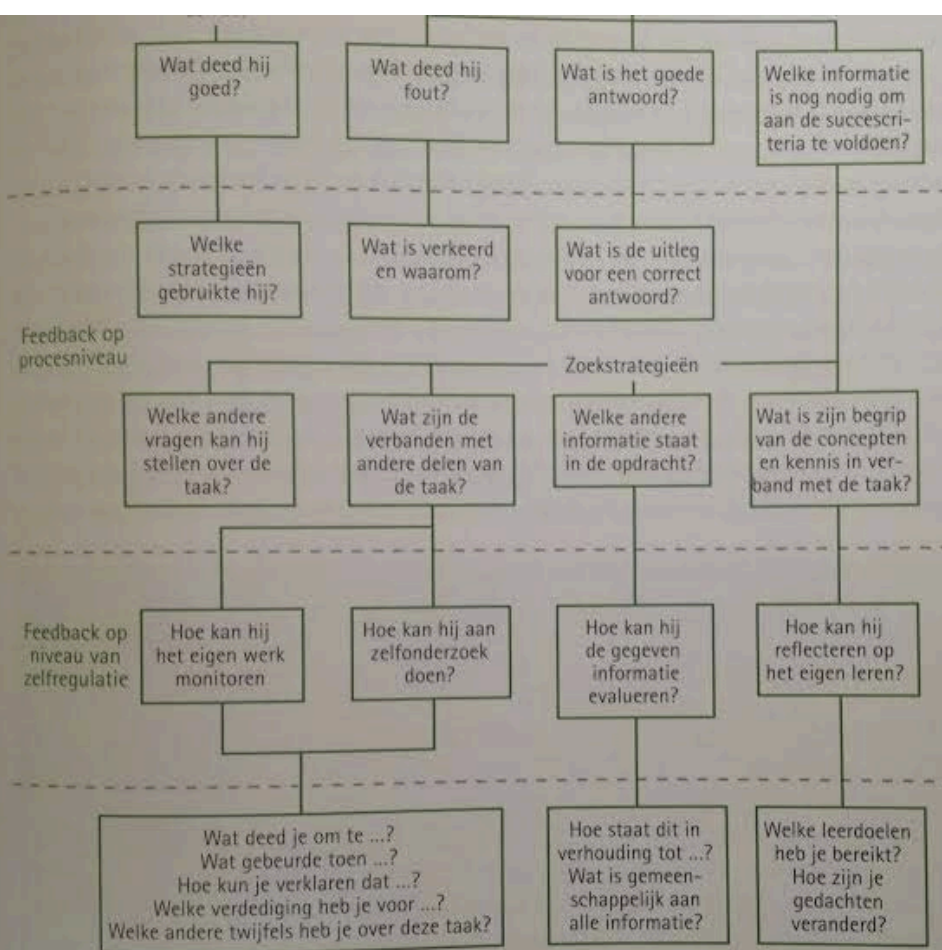 Wat deed hij
goed?
Wat deed hij
fout?
Wat is het goede
antwoord?
Welke informatie
is nog nodig om
aan de succescri-
teria te voldoen?
Welke
strategieën
gebruikte hij?
Wat is verkeerd
en waarom?
Wat is de uitleg
voor een correct
antwoord?
Feedback op
procesniveau
Zoekstrategieën
Welke andere
vragen kan hij
stellen over de
taak?
Wat zijn de
verbanden met
andere delen van
de taak?
Welke andere
informatie staat
in de opdracht?
Wat is zijn begrip
van de concepten
en kennis in ver-
band met de taak?
Feedback op
niveau van
zelfregulatie
Hoe kan hij
het eigen werk
monitoren
Hoe kan hij aan
zelfonderzoek
doen?
Hoe kan hij
de gegeven
informatie
evalueren?
Hoe kan hij
reflecteren op
het eigen leren?
Wat deed je om te ...?
Wat gebeurde toen ...?
Hoe kun je verklaren dat ...?
Welke verdediging heb je voor ...?
Welke andere twijfels heb je over deze taak?
Hoe staat dit in
verhouding tot ...?
Wat is gemeen-
schappelijk aan
alle informatie?
Welke leerdoelen
heb je bereikt?
Hoe zijn je
gedachten
veranderd?